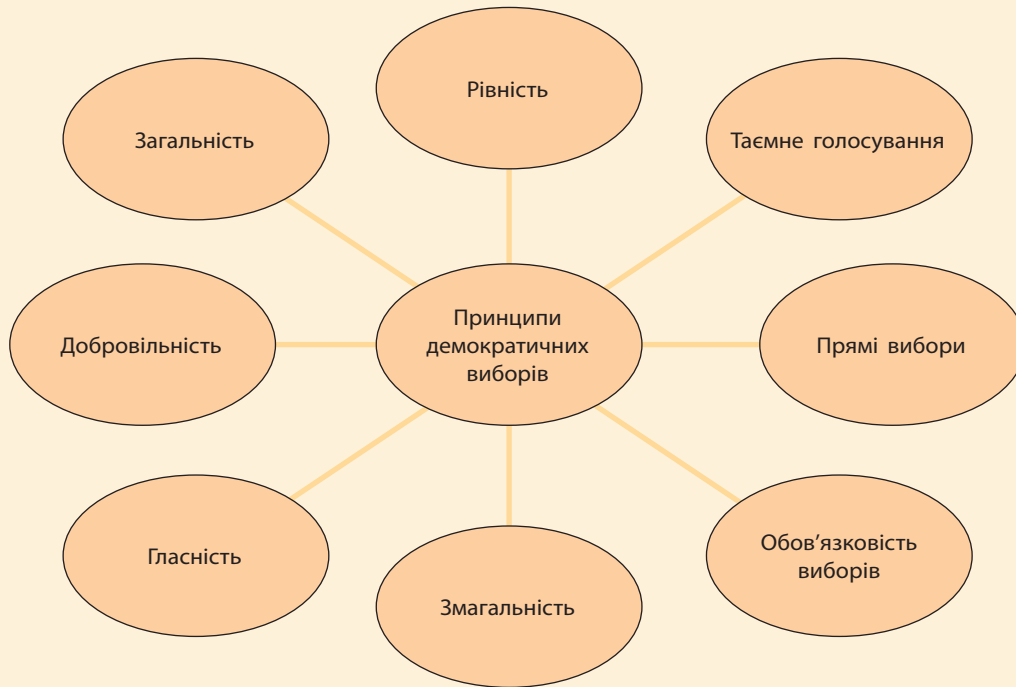 Рівність
Загальність
Таємне голосування
Добровільність
Принципи
демократичних
виборів
Прямі вибори
Гласність
Змагальність
Обов’язковість
виборів